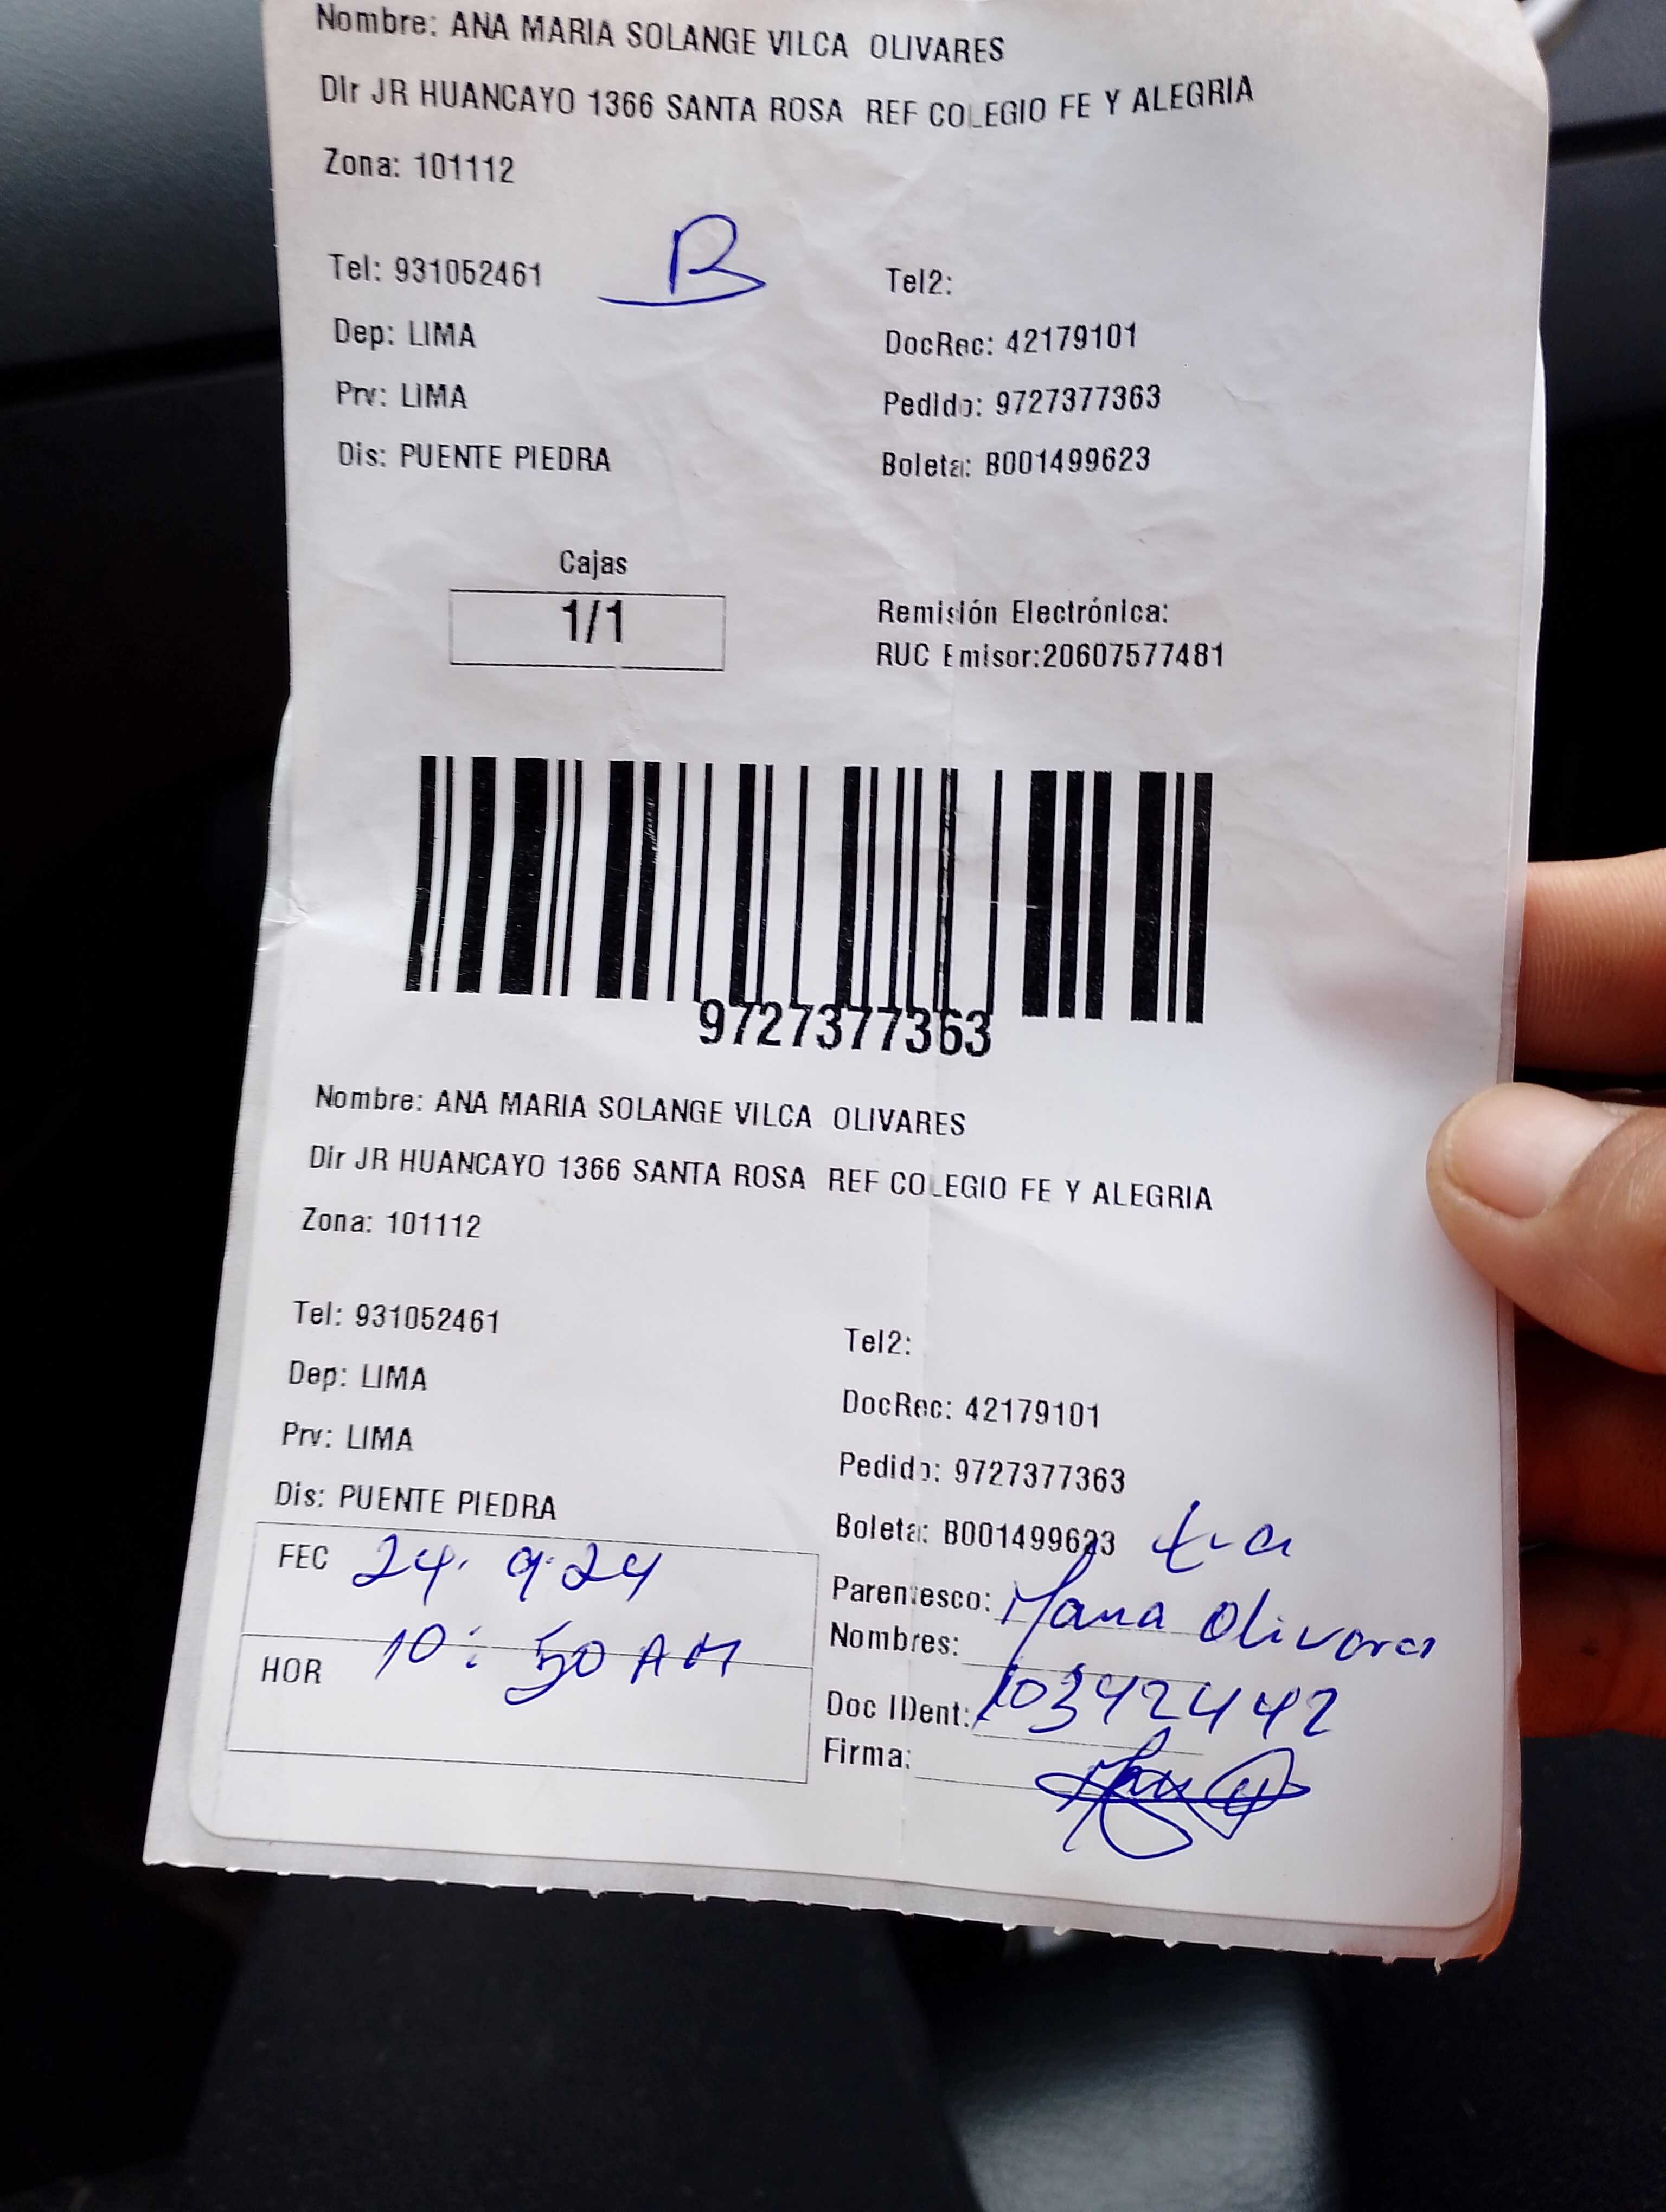 Nombre: ANA MARIA SOLANGE VILCA OLIVARES
Dir JR HUANCAYO 1366 SANTA ROSA REF COLEGIO FE Y ALEGRIA
Zona: 101112
B
Tel: 931052461 Tel2:
Dep: LIMA DocRec: 42179101
Prv: LIMA Pedido: 9727377363
Dis: PUENTE PIEDRA Boleta: B001499623
Cajas
1/1
Remisión Electrónica:
RUC Emisor:20607577481
9727377363
Nombre: ANA MARIA SOLANGE VILCA OLIVARES
Dir JR HUANCAYO 1366 SANTA ROSA REF COLEGIO FE Y ALEGRIA
Zona: 101112
Tel: 931052461 Tel2:
Dep: LIMA DocRec: 42179101
Prv: LIMA Pedido: 9727377363
Dis: PUENTE PIEDRA Boleta: B001499623
FEC 24. 9.24
HOR 10: 50 AM
Parentesco:
Nombres: Olivares
Doc IDent:
Firma: